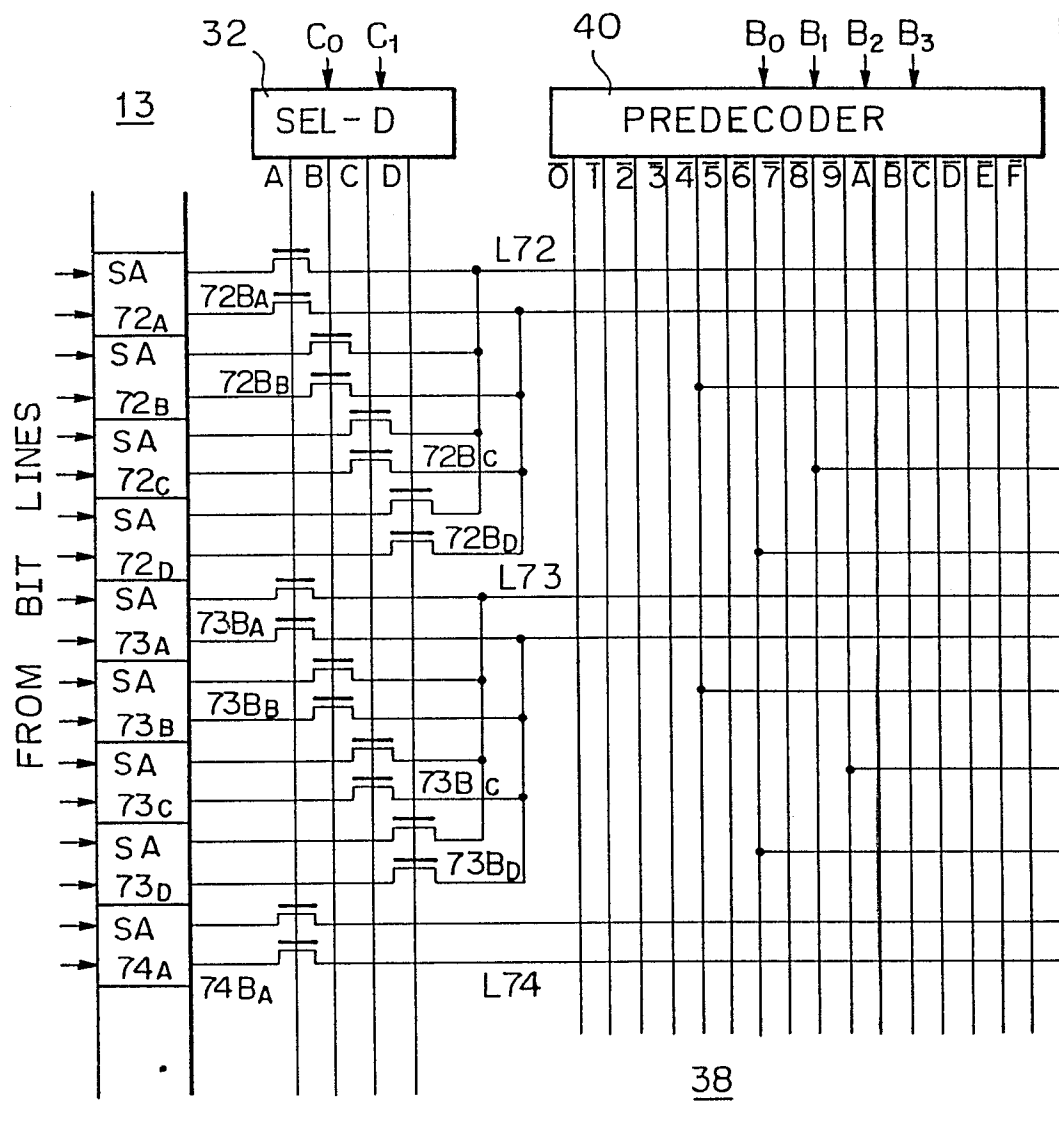 32
C0 C1
40
B0 B1 B2 B3
13
SEL-D
PREDECODER
A B C D
0̅ 1̅ 2̅ 3̅ 4̅ 5̅ 6̅ 7̅ 8̅ 9̅ A̅ B̅ C̅ D̅ E̅ F̅
L72
SA
72A
72BA
SA
72B
72BB
SA
72C
72BC
SA
72D
72BD
L73
SA
73A
73BA
SA
73B
73BB
SA
73C
73BC
SA
73D
73BD
SA
74A
74BA
L74
FROM BIT LINES
38